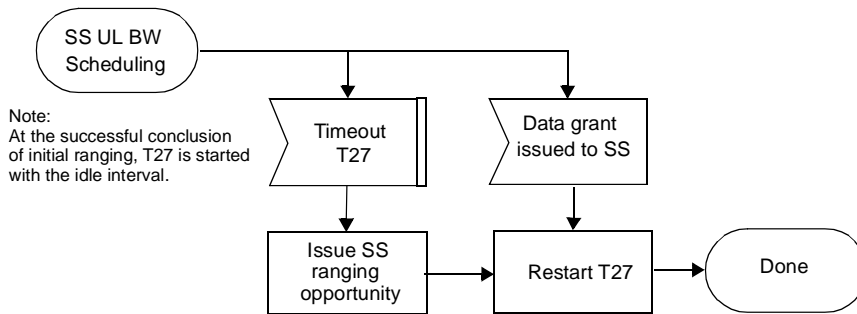 SS UL BW
Scheduling
Note:
At the successful conclusion
of initial ranging, T27 is started
with the idle interval.
Timeout
T27
Data grant
issued to SS
Issue SS
ranging
opportunity
Restart T27
Done